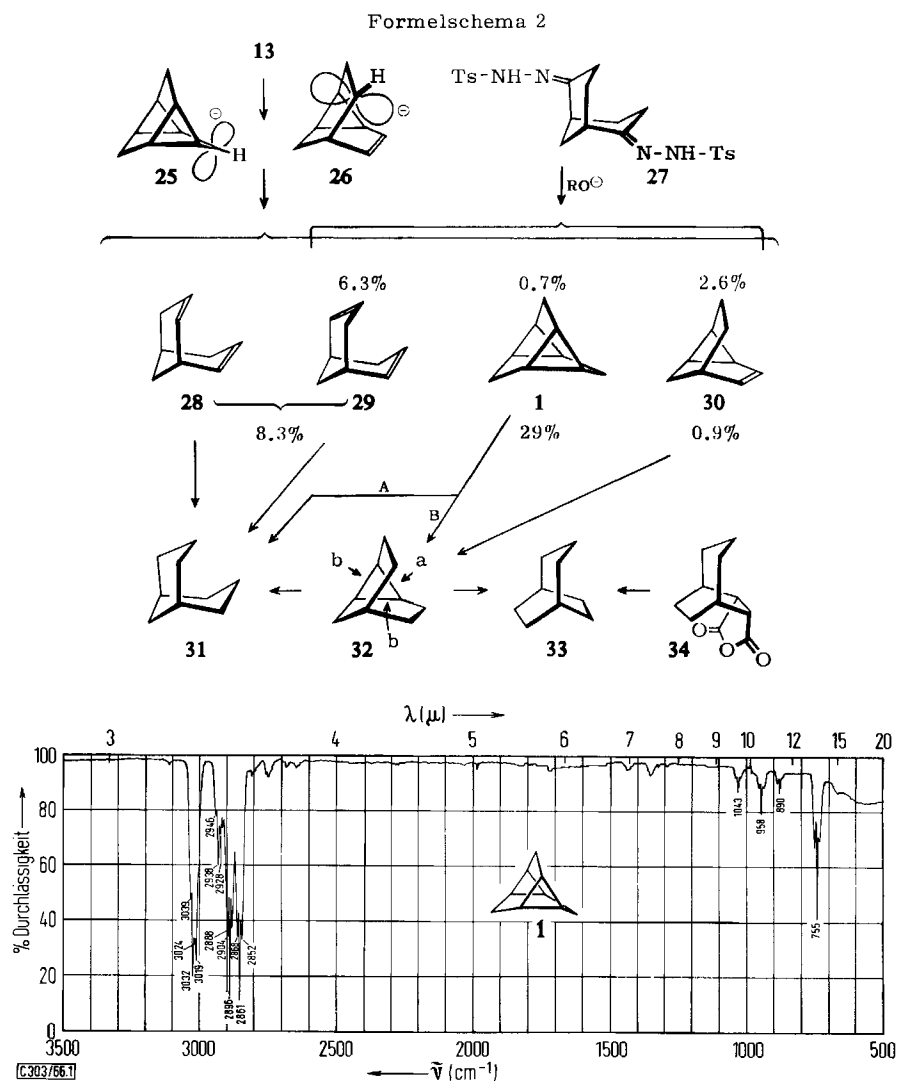 Formelschema 2
13
⊖
H
25
H
⊖
26
Ts-NH-N
N-NH-Ts
27
RO⊖
6.3%
0.7%
2.6%
28
29
1
30
8.3%
29%
0.9%
A
B
b
a
b
O
O
O
31
32
33
34
λ(μ) →
3 4 5 6 7 8 9 10 12 15 20
% Durchlässigkeit →
100
80
60
40
20
0
3039
3024
3032
3019
2946
2938
2928
2888
2904
2896
2868
2861
2852
1
1043
958
890
755
3500 3000 2500 2000 1500 1000 500
C303/66.1
← ν̃ (cm⁻¹)